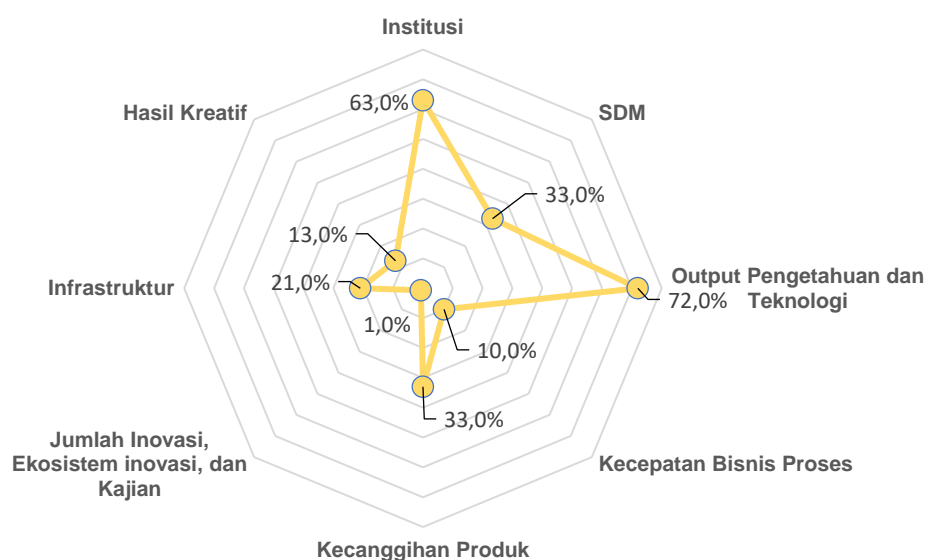 Institusi
Hasil Kreatif
SDM
63,0%
33,0%
13,0%
Infrastruktur
21,0%
Output Pengetahuan dan
Teknologi
72,0%
1,0%
10,0%
33,0%
Jumlah Inovasi,
Ekosistem inovasi, dan
Kajian
Kecepatan Bisnis Proses
Kecanggihan Produk